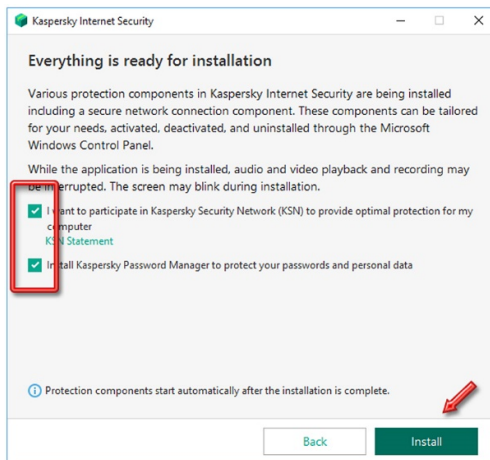 Kaspersky Internet Security
Everything is ready for installation
Various protection components in Kaspersky Internet Security are being installed
including a secure network connection component. These components can be tailored
for your needs, activated, deactivated, and uninstalled through the Microsoft
Windows Control Panel.
While the application is being installed, audio and video playback and recording may
be interrupted. The screen may blink during installation.
I want to participate in Kaspersky Security Network (KSN) to provide optimal protection for my
computer
KSN Statement
Install Kaspersky Password Manager to protect your passwords and personal data
Protection components start automatically after the installation is complete.
Back
Install